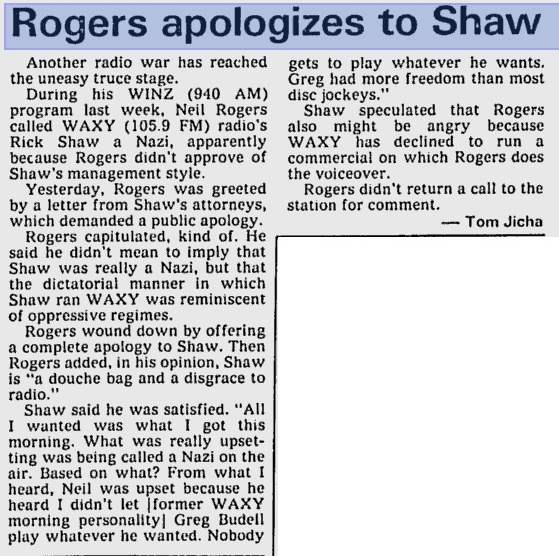 Rogers apologizes to Shaw
Another radio war has reached
the uneasy truce stage.
During his WINZ (940 AM)
program last week, Neil Rogers
called WAXY (105.9 FM) radio's
Rick Shaw a Nazi, apparently
because Rogers didn't approve of
Shaw's management style.
Yesterday, Rogers was greeted
by a letter from Shaw's attorneys,
which demanded a public apology.
Rogers capitulated, kind of. He
said he didn't mean to imply that
Shaw was really a Nazi, but that
the dictatorial manner in which
Shaw ran WAXY was reminiscent
of oppressive regimes.
Rogers wound down by offering
a complete apology to Shaw. Then
Rogers added, in his opinion, Shaw
is "a douche bag and a disgrace to
radio."
Shaw said he was satisfied. "All
I wanted was what I got this
morning. What was really upset-
ting was being called a Nazi on the
air. Based on what? From what I
heard, Neil was upset because he
heard I didn't let [former WAXY
morning personality] Greg Budell
play whatever he wanted. Nobody
gets to play whatever he wants.
Greg had more freedom than most
disc jockeys."
Shaw speculated that Rogers
also might be angry because
WAXY has declined to run a
commercial on which Rogers does
the voiceover.
Rogers didn't return a call to the
station for comment.
— Tom Jicha